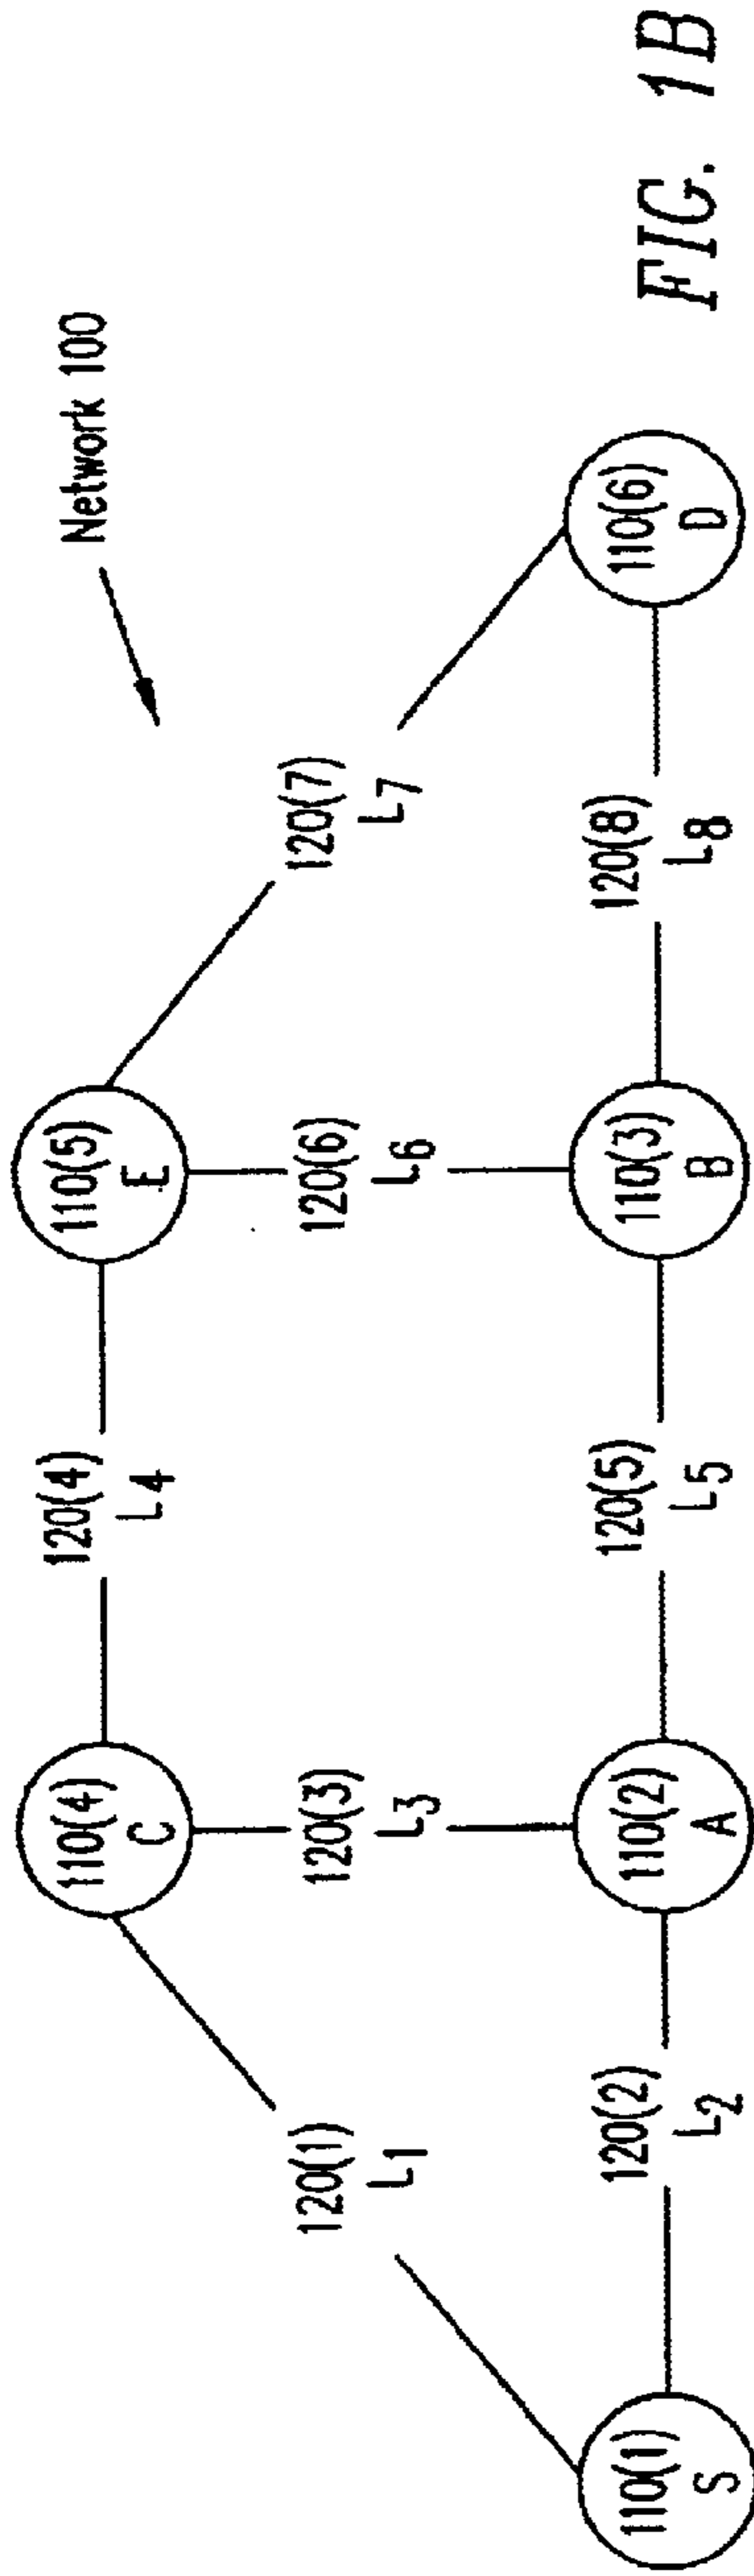 Network 100
110(4)
C
120(4)
L4
110(5)
E
120(1)
L1
120(3)
L3
120(6)
L6
120(7)
L7
110(1)
S
120(2)
L2
110(2)
A
120(5)
L5
110(3)
B
120(8)
L8
110(6)
D
FIG. 1B